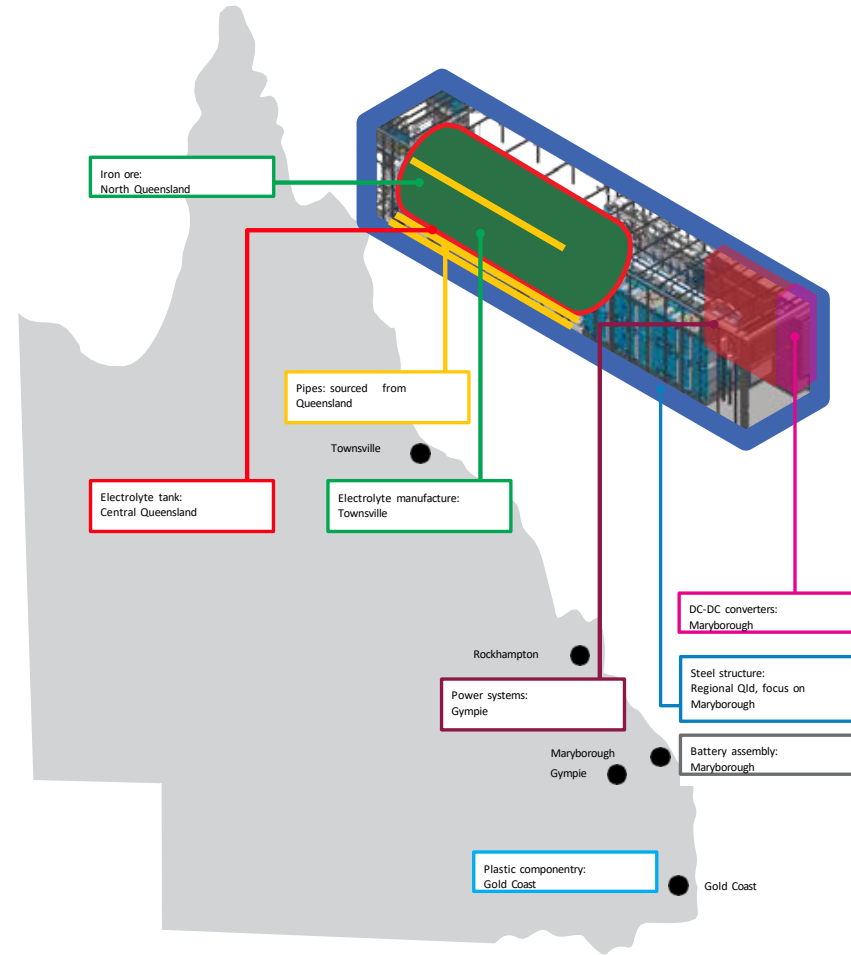 Iron ore:
North Queensland
Pipes: sourced from
Queensland
Townsville
Electrolyte tank:
Central Queensland
Electrolyte manufacture:
Townsville
DC-DC converters:
Maryborough
Rockhampton
Steel structure:
Regional Qld, focus on
Maryborough
Power systems:
Gympie
Maryborough
Gympie
Battery assembly:
Maryborough
Plastic componentry:
Gold Coast
Gold Coast